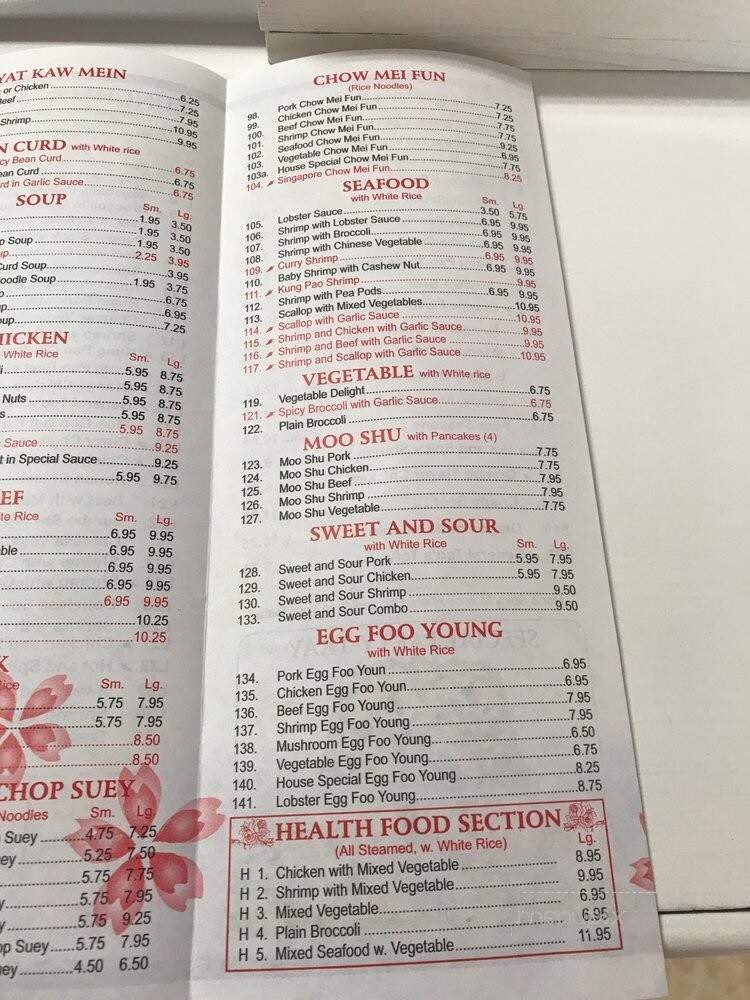 YAT KAW MEIN
or Chicken 6.25
Beef 7.25
Shrimp 7.95
10.95
9.95
N CURD with White rice
cy Bean Curd 6.75
ean Curd 6.75
rd in Garlic Sauce 6.75
SOUP
Sm. Lg.
1.95 3.50
1.95 3.50
p Soup 1.95 3.50
up 2.25 3.95
Curd Soup 3.95
oodle Soup 1.95 3.75
6.75
up 6.95
oup 7.25
HICKEN
White Rice Sm. Lg.
5.95 8.75
5.95 8.75
Nuts 5.95 8.75
s 5.95 8.75
5.95 8.75
Sauce 9.25
t in Special Sauce 9.25
5.95 9.75
EF
te Rice Sm. Lg.
6.95 9.95
able 6.95 9.95
6.95 9.95
6.95 9.95
6.95 9.95
10.25
10.25
K
Rice Sm. Lg.
5.75 7.95
5.75 7.95
8.50
8.50
CHOP SUEY
Noodles Sm. Lg.
Suey 4.75 7.25
ey 5.25 7.50
5.75 7.75
y 5.75 7.95
y 5.75 9.25
op Suey 5.75 7.95
ey 4.50 6.50
CHOW MEI FUN
(Rice Noodles)
98. Pork Chow Mei Fun 7.25
99. Chicken Chow Mei Fun 7.25
100. Beef Chow Mei Fun 7.75
101. Shrimp Chow Mei Fun 7.75
102. Seafood Chow Mei Fun 9.25
103. Vegetable Chow Mei Fun 6.95
103a. House Special Chow Mei Fun 7.75
104. Singapore Chow Mei Fun 8.25
SEAFOOD
with White Rice
Sm. Lg.
105. Lobster Sauce 3.50 5.75
106. Shrimp with Lobster Sauce 6.95 9.95
107. Shrimp with Broccoli 6.95 9.95
108. Shrimp with Chinese Vegetable 6.95 9.95
109. Curry Shrimp 6.95 9.95
110. Baby Shrimp with Cashew Nut 6.95 9.95
111. Kung Pao Shrimp 9.95
112. Shrimp with Pea Pods 6.95 9.95
113. Scallop with Mixed Vegetables 10.95
114. Scallop with Garlic Sauce 10.95
115. Shrimp and Chicken with Garlic Sauce 9.95
116. Shrimp and Beef with Garlic Sauce 9.95
117. Shrimp and Scallop with Garlic Sauce 10.95
VEGETABLE with White rice
119. Vegetable Delight 6.75
121. Spicy Broccoli with Garlic Sauce 6.75
122. Plain Broccoli 6.75
MOO SHU with Pancakes (4)
123. Moo Shu Pork 7.75
124. Moo Shu Chicken 7.75
125. Moo Shu Beef 7.95
126. Moo Shu Shrimp 7.95
127. Moo Shu Vegetable 7.75
SWEET AND SOUR
with White Rice Sm. Lg.
128. Sweet and Sour Pork 5.95 7.95
129. Sweet and Sour Chicken 5.95 7.95
130. Sweet and Sour Shrimp 9.50
133. Sweet and Sour Combo 9.50
EGG FOO YOUNG
with White Rice
134. Pork Egg Foo Youn 6.95
135. Chicken Egg Foo Youn 6.95
136. Beef Egg Foo Young 7.95
137. Shrimp Egg Foo Young 7.95
138. Mushroom Egg Foo Young 6.50
139. Vegetable Egg Foo Young 6.75
140. House Special Egg Foo Young 8.25
141. Lobster Egg Foo Young 8.75
HEALTH FOOD SECTION
(All Steamed, w. White Rice) Lg.
H 1. Chicken with Mixed Vegetable 8.95
H 2. Shrimp with Mixed Vegetable 9.95
H 3. Mixed Vegetable 6.95
H 4. Plain Broccoli 6.95
H 5. Mixed Seafood w. Vegetable 11.95